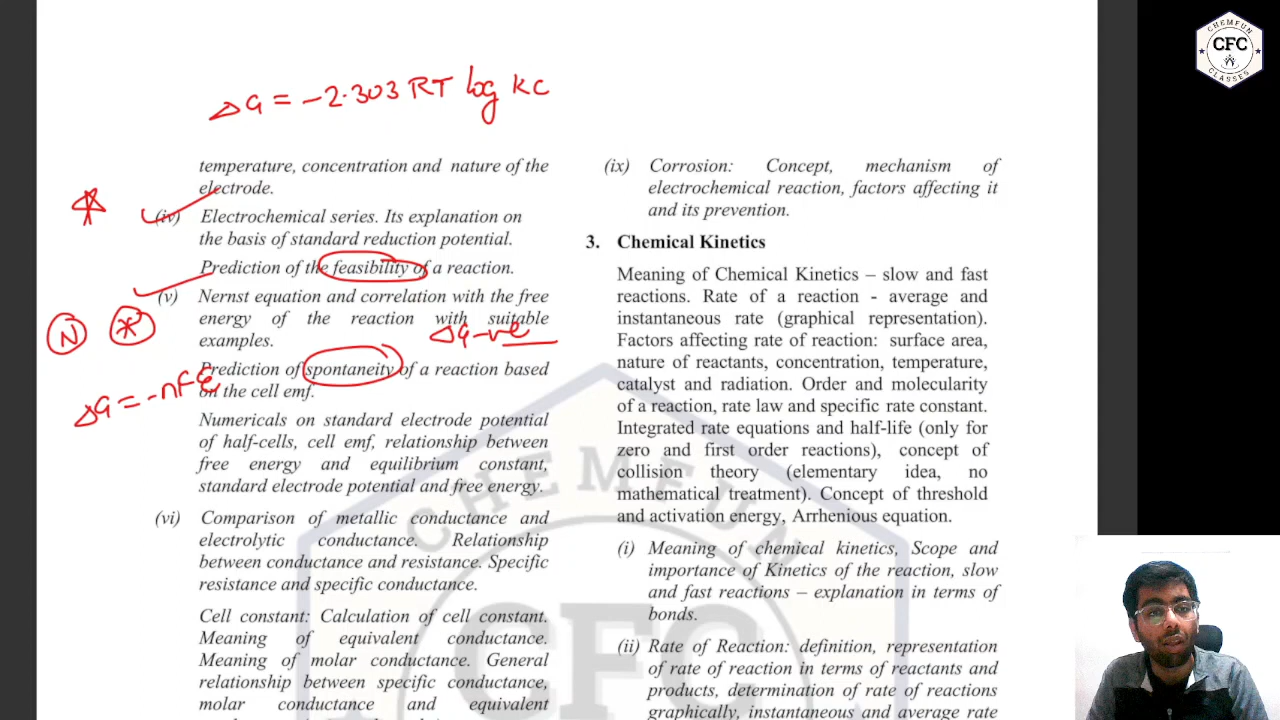 △G = -2.303 RT log KC
temperature, concentration and nature of the
electrode.
(iv) Electrochemical series. Its explanation on
the basis of standard reduction potential.
Prediction of the feasibility of a reaction.
(v) Nernst equation and correlation with the free
energy of the reaction with suitable
examples.
△G -ve
N
Prediction of spontaneity of a reaction based
on the cell emf.
△G = -nFE
Numericals on standard electrode potential
of half-cells, cell emf, relationship between
free energy and equilibrium constant,
standard electrode potential and free energy.
(vi) Comparison of metallic conductance and
electrolytic conductance. Relationship
between conductance and resistance. Specific
resistance and specific conductance.
Cell constant: Calculation of cell constant.
Meaning of equivalent conductance.
Meaning of molar conductance. General
relationship between specific conductance,
molar conductance and equivalent
(ix) Corrosion: Concept, mechanism of
electrochemical reaction, factors affecting it
and its prevention.
3. Chemical Kinetics
Meaning of Chemical Kinetics – slow and fast
reactions. Rate of a reaction - average and
instantaneous rate (graphical representation).
Factors affecting rate of reaction: surface area,
nature of reactants, concentration, temperature,
catalyst and radiation. Order and molecularity
of a reaction, rate law and specific rate constant.
Integrated rate equations and half-life (only for
zero and first order reactions), concept of
collision theory (elementary idea, no
mathematical treatment). Concept of threshold
and activation energy, Arrhenious equation.
(i) Meaning of chemical kinetics, Scope and
importance of Kinetics of the reaction, slow
and fast reactions – explanation in terms of
bonds.
(ii) Rate of Reaction: definition, representation
of rate of reaction in terms of reactants and
products, determination of rate of reactions
graphically, instantaneous and average rate
CHEMFUN
CFC
CHEMFUN
CFC
CLASSES